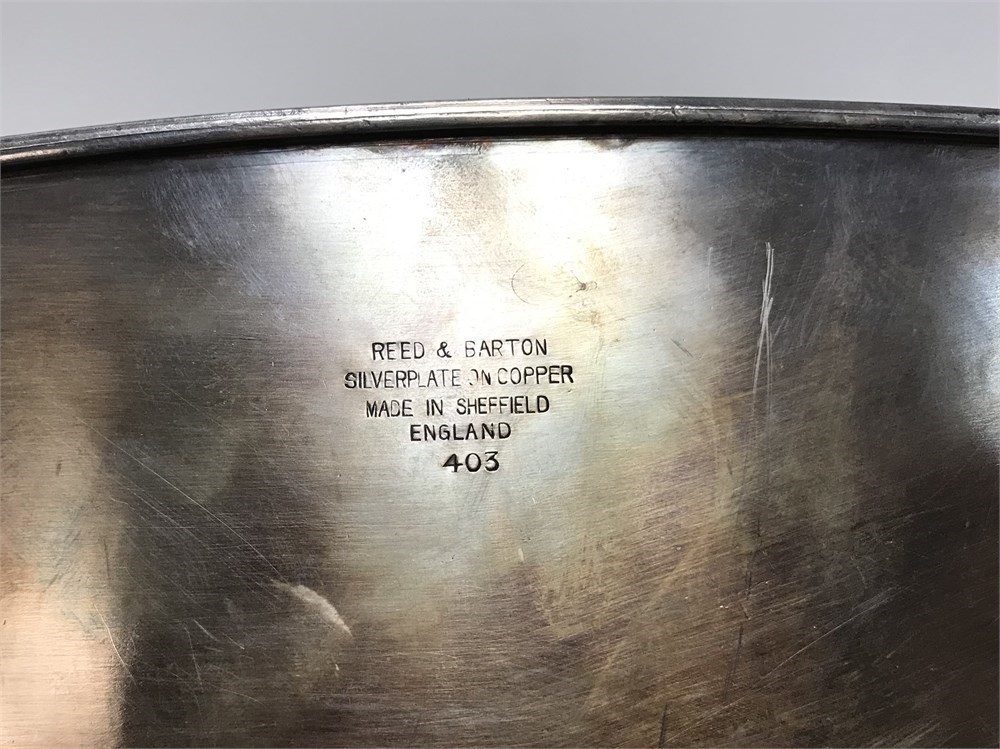 REED & BARTON
SILVERPLATE ON COPPER
MADE IN SHEFFIELD
ENGLAND
403